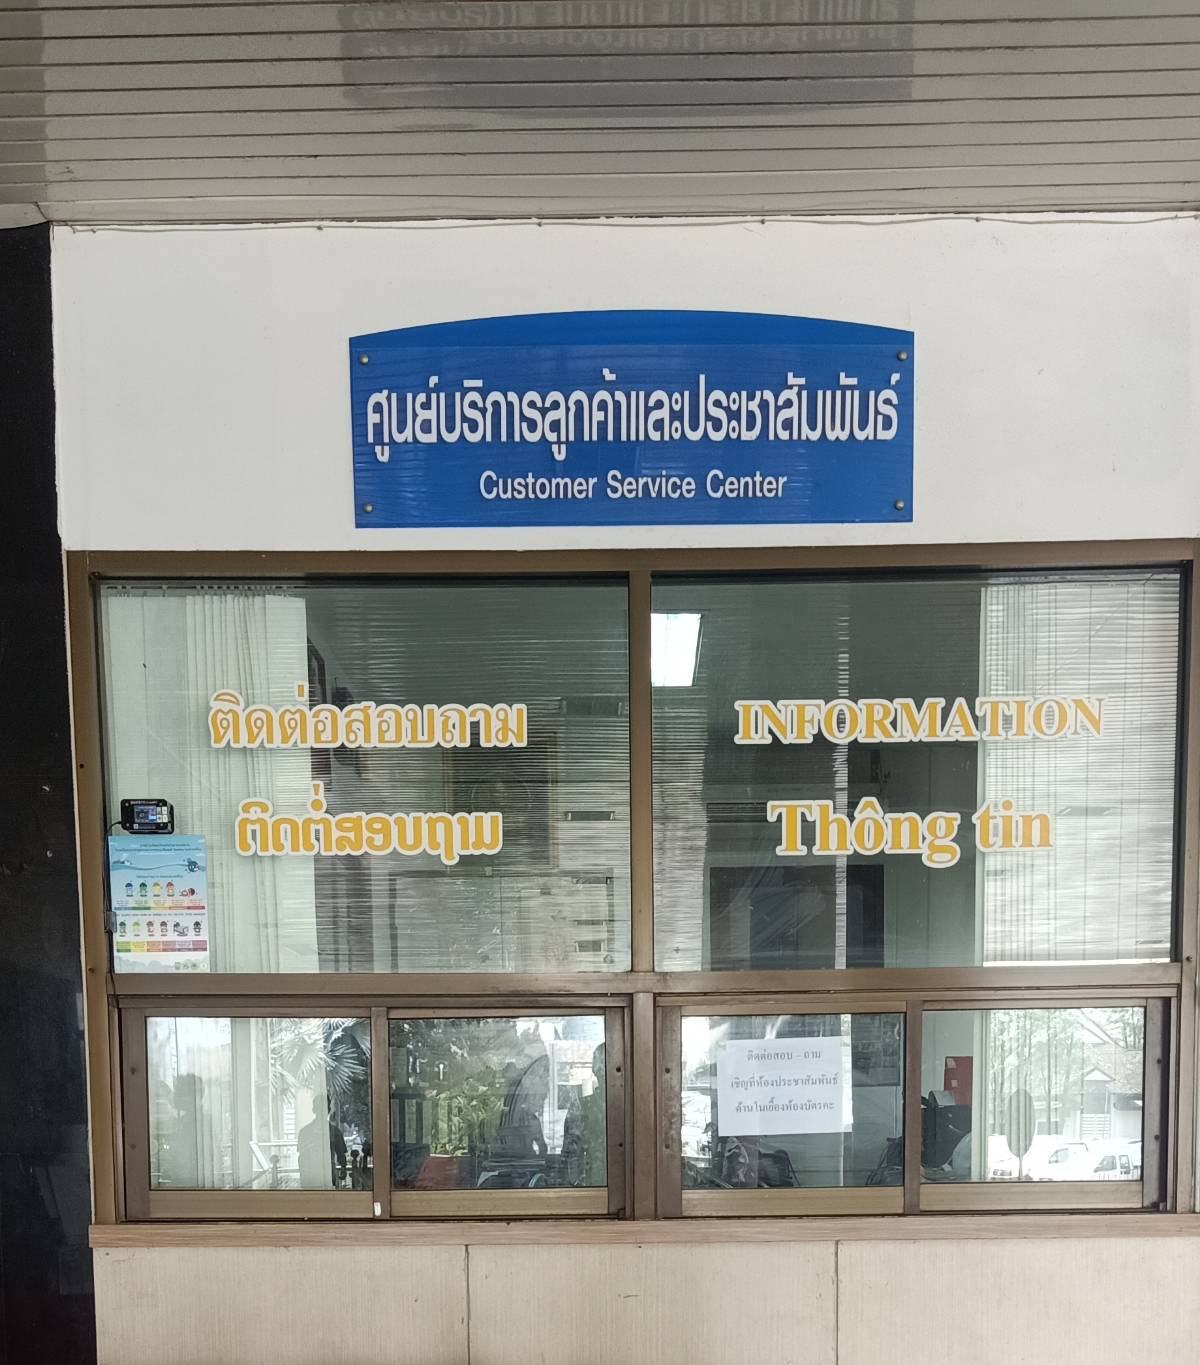 ศูนย์บริการลูกค้าและประชาสัมพันธ์
Customer Service Center
ติดต่อสอบถาม
INFORMATION
ຕິດຕໍ່ສອບຖາມ
Thông tin
ติดต่อสอบ - ถาม
เชิญที่ห้องประชาสัมพันธ์
ด้านในเยื้องห้องบัตรคะ